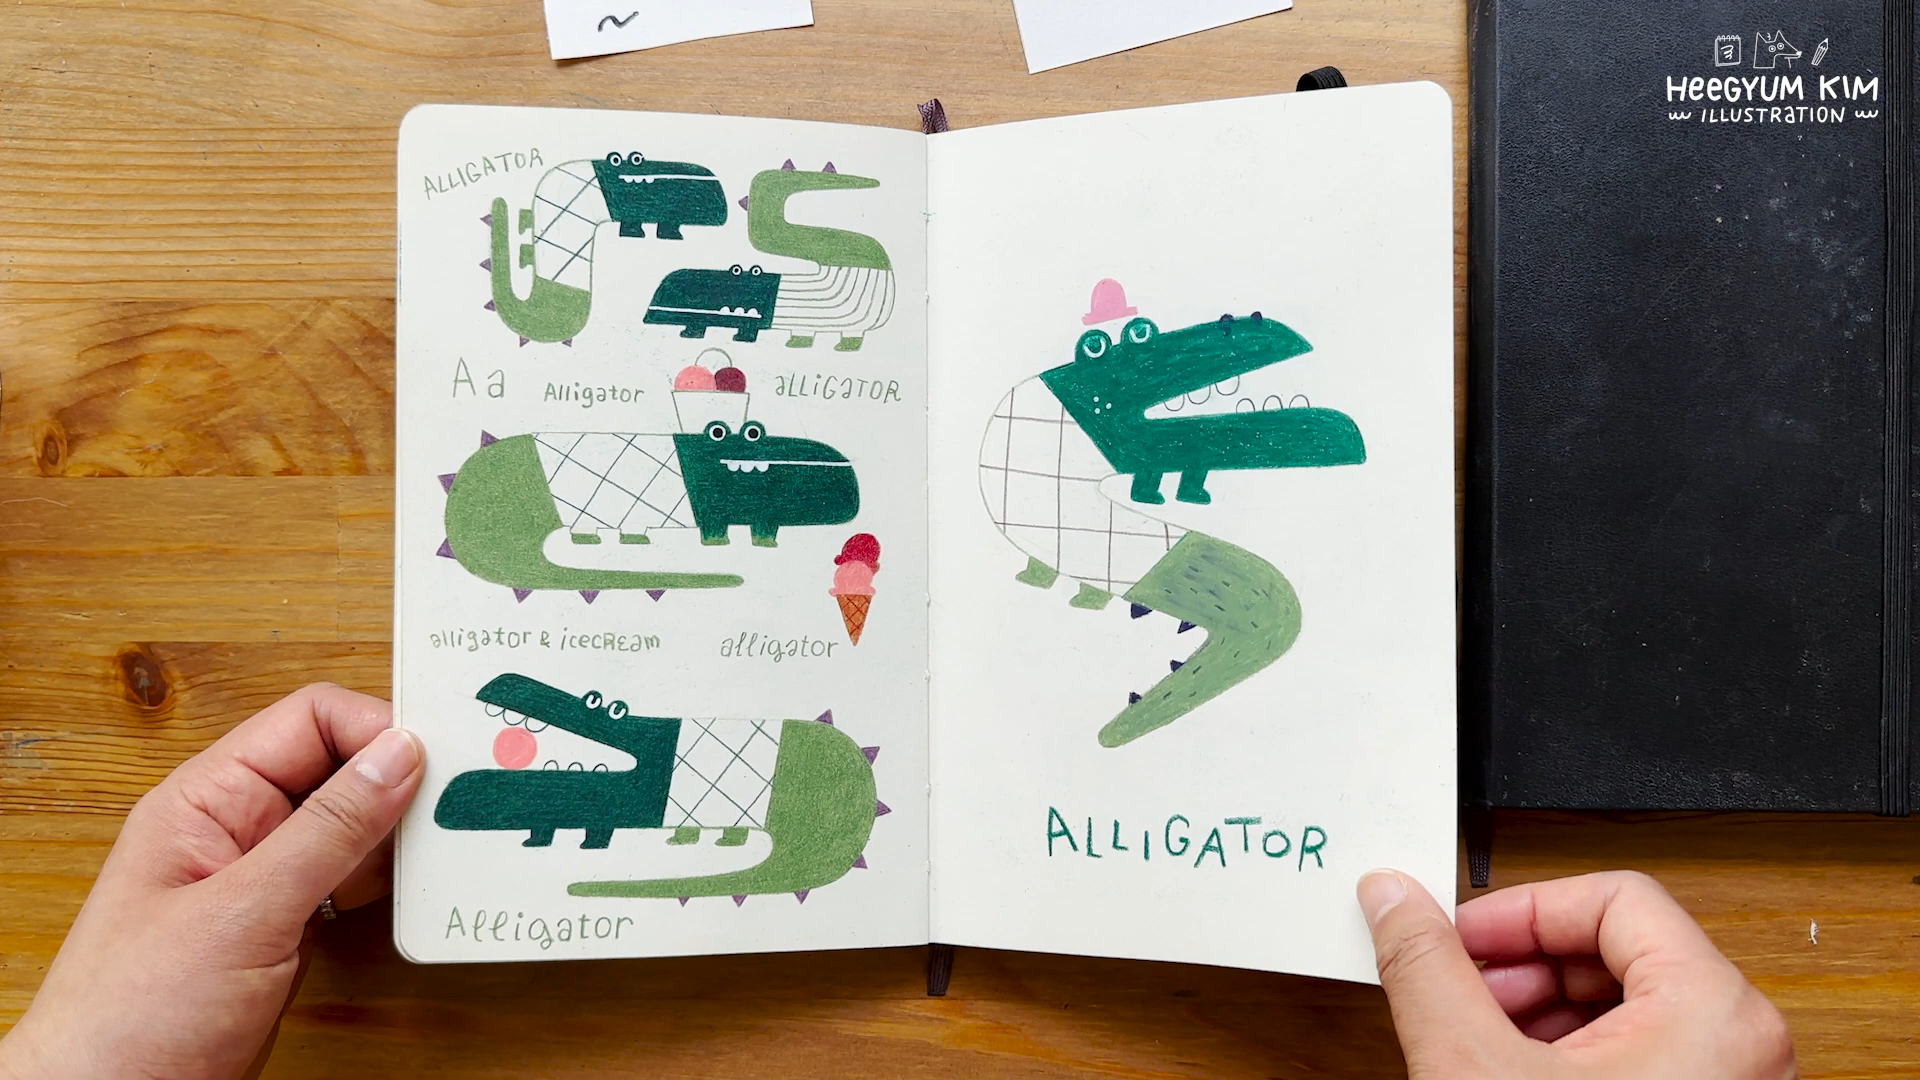 ALLIGATOR
Aa
Alligator
aLLiGaTOR
alligator & icecREam
alligator
Alligator
ALLIGATOR
HeeGYUM KiM
ILLUSTRaTiON